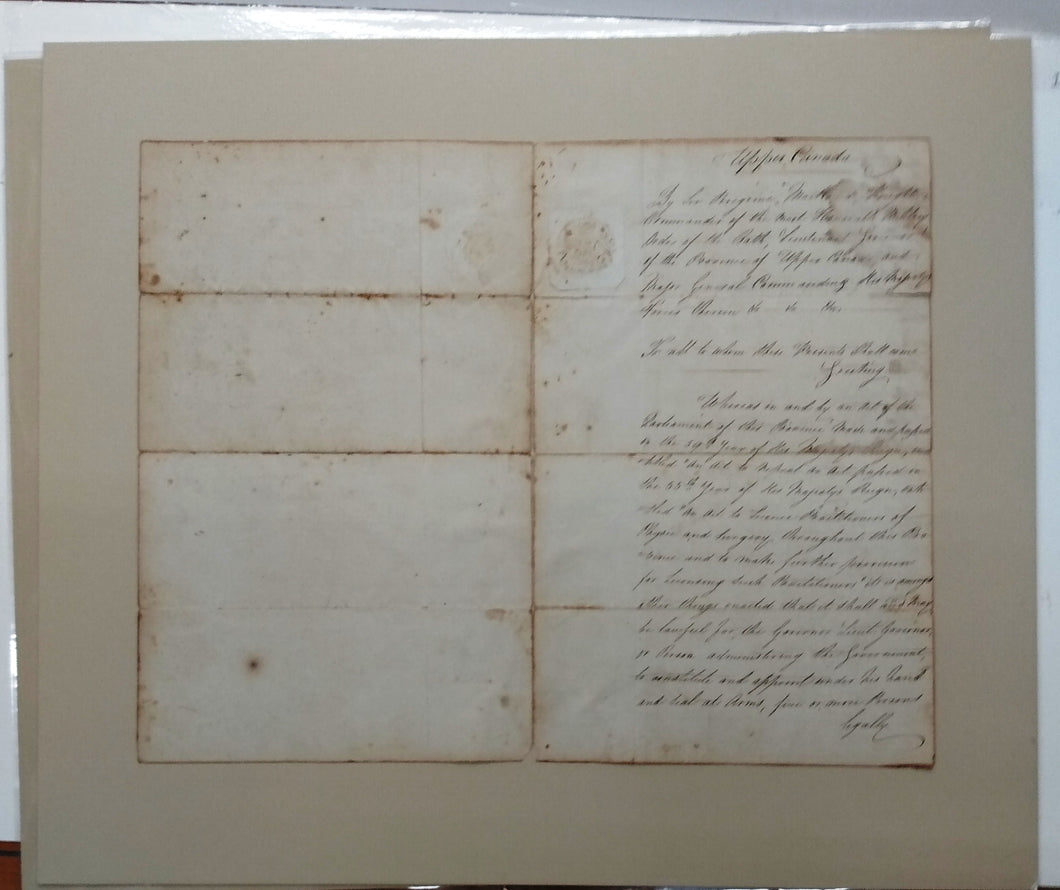 Upper Canada
By Sir Peregrine Maitland Knight
Commander of the most Honorable Military
Order of the Bath, Lieutenant Governor
of the Province of Upper Canada and
Major General Commanding His Majesty's
Forces therein &c &c &c
To all to whom these Presents shall come
Greeting
Whereas in and by an Act of the
Parliament of this Province made and passed
in the 59th Year of His Majesty's Reign, en
titled "An Act to repeal an Act passed in
the 55th Year of His Majesty's Reign, enti
tled "An Act to License Practitioners of
Physic and Surgery throughout this Pro
vince and to make further provision
for licensing such Practitioners" it is amongst
other things enacted that it shall and may
be lawful for the Governor Lieut. Governor,
or Person administering the Government,
to constitute and appoint under his hand
and seal at Arms, five or more Persons
legally